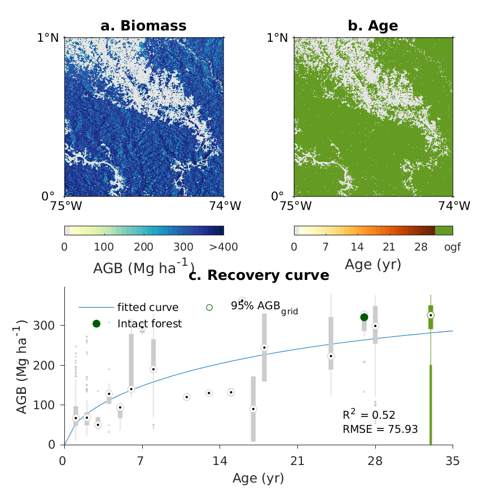 a. Biomass
b. Age
1°N
1°N
0°
0°
75°W
74°W
75°W
74°W
0 100 200 300 >400
0 7 14 21 28 ogf
AGB (Mg ha-1)
Age (yr)
c. Recovery curve
fitted curve
95% AGBgrid
Intact forest
AGB (Mg ha-1)
300
200
100
0
R2 = 0.52
RMSE = 75.93
0 7 14 21 28 35
Age (yr)